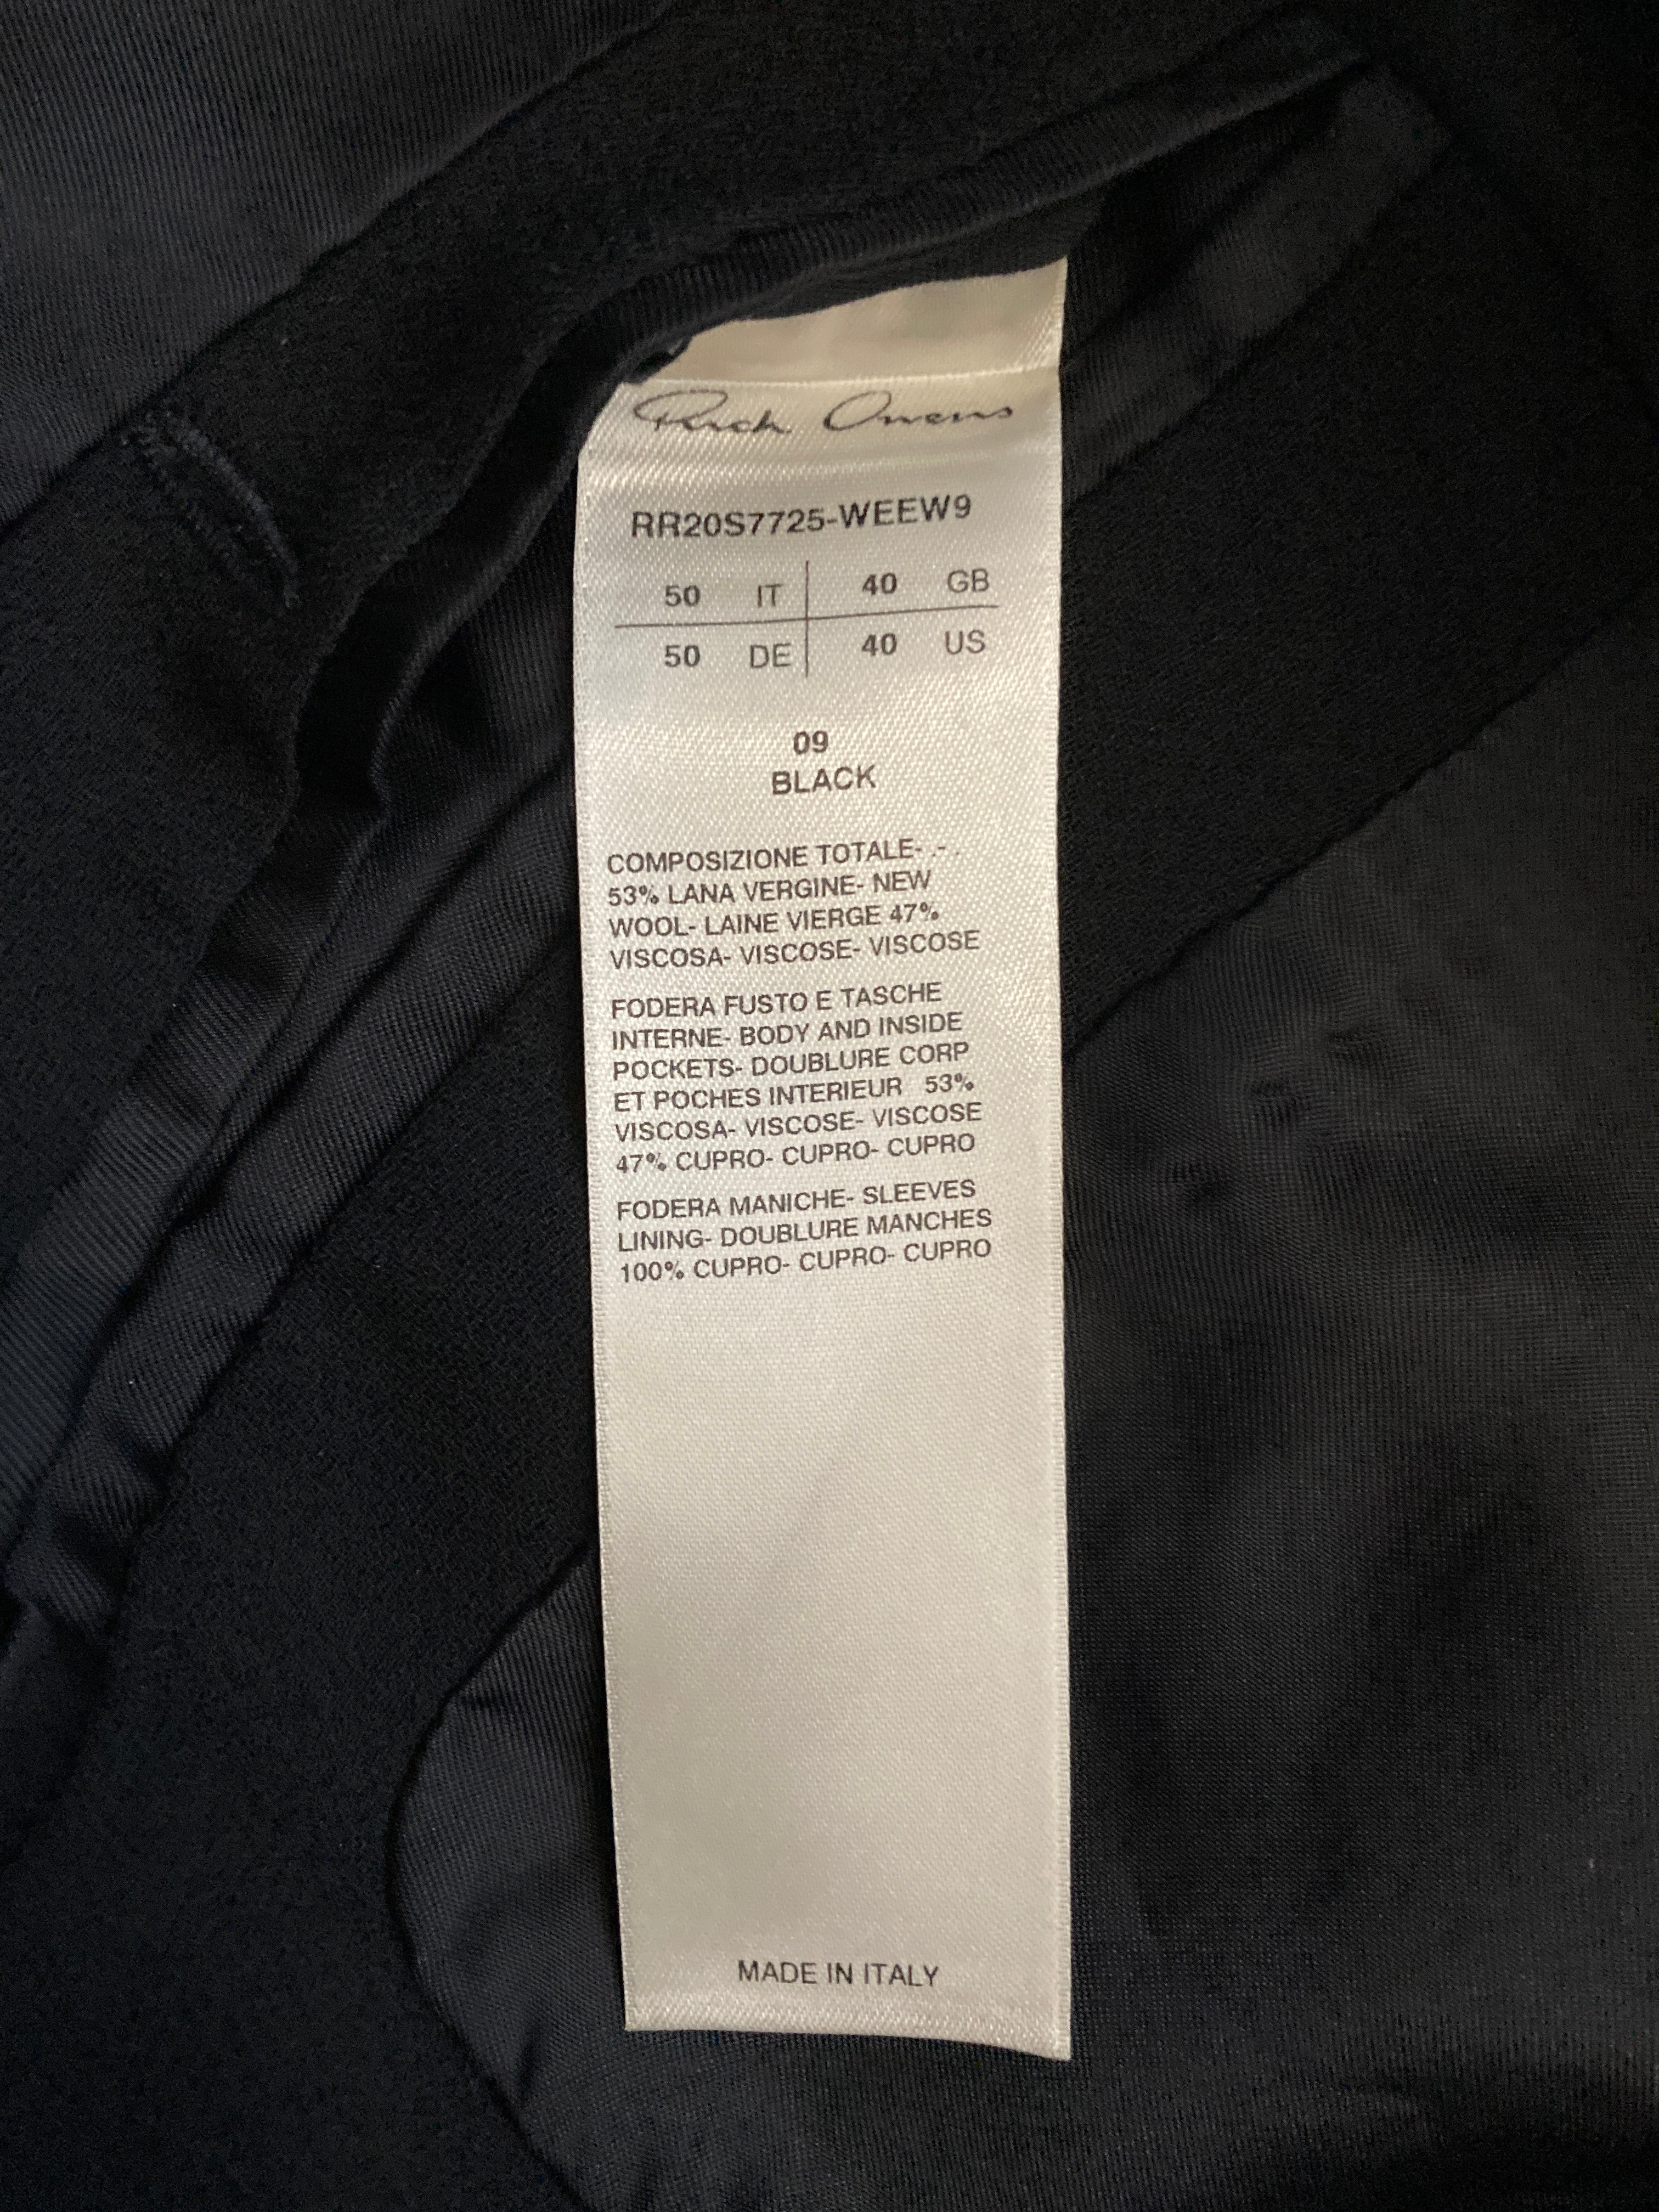 Rick Owens
RR20S7725-WEEW9
50 IT 40 GB
50 DE 40 US
09
BLACK
COMPOSIZIONE TOTALE- .- .
53% LANA VERGINE- NEW
WOOL- LAINE VIERGE 47%
VISCOSA- VISCOSE- VISCOSE
FODERA FUSTO E TASCHE
INTERNE- BODY AND INSIDE
POCKETS- DOUBLURE CORP
ET POCHES INTERIEUR 53%
VISCOSA- VISCOSE- VISCOSE
47% CUPRO- CUPRO- CUPRO
FODERA MANICHE- SLEEVES
LINING- DOUBLURE MANCHES
100% CUPRO- CUPRO- CUPRO
MADE IN ITALY